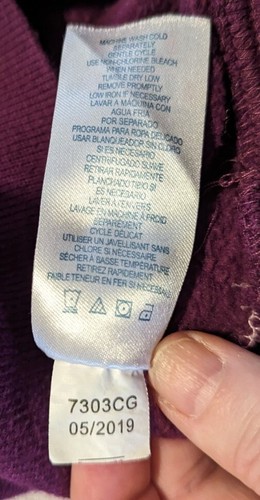 MACHINE WASH COLD
SEPARATELY
GENTLE CYCLE
USE NON-CHLORINE BLEACH
WHEN NEEDED
TUMBLE DRY LOW
REMOVE PROMPTLY
LOW IRON IF NECESSARY
LAVAR A MAQUINA CON
AGUA FRIA
POR SEPARADO
PROGRAMA PARA ROPA DELICADO
USAR BLANQUEADOR SIN CLORO
SI ES NECESARIO
CENTRIFUGADO SUAVE
RETIRAR RAPIDAMENTE
PLANCHADO TIBIO SI
ES NECESARIO
LAVER A L'ENVERS
LAVAGE EN MACHINE À FROID
SÉPARÉMENT
CYCLE DÉLICAT
UTILISER UN JAVELLISANT SANS
CHLORE SI NÉCESSAIRE
SÉCHER À BASSE TEMPÉRATURE
RETIREZ RAPIDEMENT
FAIBLE TENEUR EN FER SI NÉCESSAIRE
7303CG
05/2019